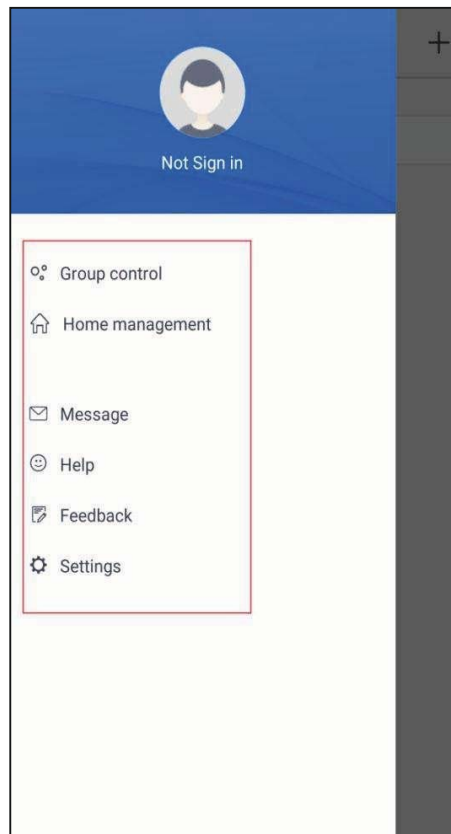 Not Sign in
Group control
Home management
Message
Help
Feedback
Settings